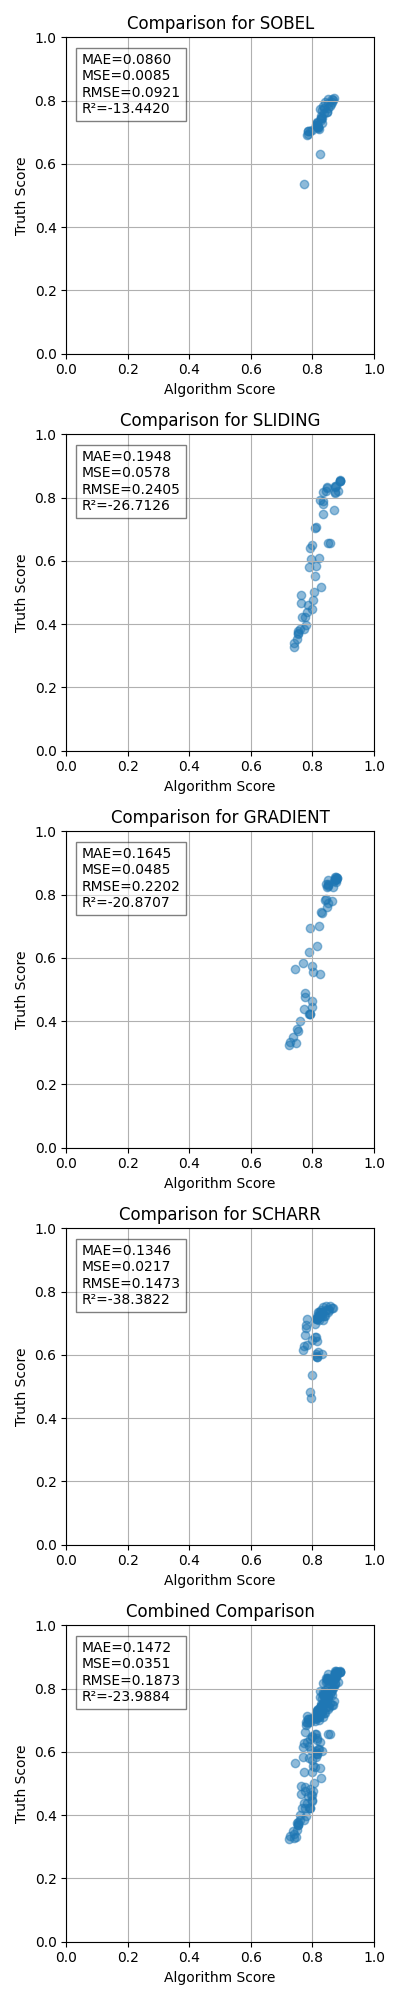 Comparison for SOBEL
1.0
MAE=0.0860
MSE=0.0085
RMSE=0.0921
R²=-13.4420
0.8
0.6
Truth Score
0.4
0.2
0.0
0.0 0.2 0.4 0.6 0.8 1.0
Algorithm Score
Comparison for SLIDING
1.0
MAE=0.1948
MSE=0.0578
RMSE=0.2405
R²=-26.7126
0.8
0.6
Truth Score
0.4
0.2
0.0
0.0 0.2 0.4 0.6 0.8 1.0
Algorithm Score
Comparison for GRADIENT
1.0
MAE=0.1645
MSE=0.0485
RMSE=0.2202
R²=-20.8707
0.8
0.6
Truth Score
0.4
0.2
0.0
0.0 0.2 0.4 0.6 0.8 1.0
Algorithm Score
Comparison for SCHARR
1.0
MAE=0.1346
MSE=0.0217
RMSE=0.1473
R²=-38.3822
0.8
0.6
Truth Score
0.4
0.2
0.0
0.0 0.2 0.4 0.6 0.8 1.0
Algorithm Score
Combined Comparison
1.0
MAE=0.1472
MSE=0.0351
RMSE=0.1873
R²=-23.9884
0.8
0.6
Truth Score
0.4
0.2
0.0
0.0 0.2 0.4 0.6 0.8 1.0
Algorithm Score